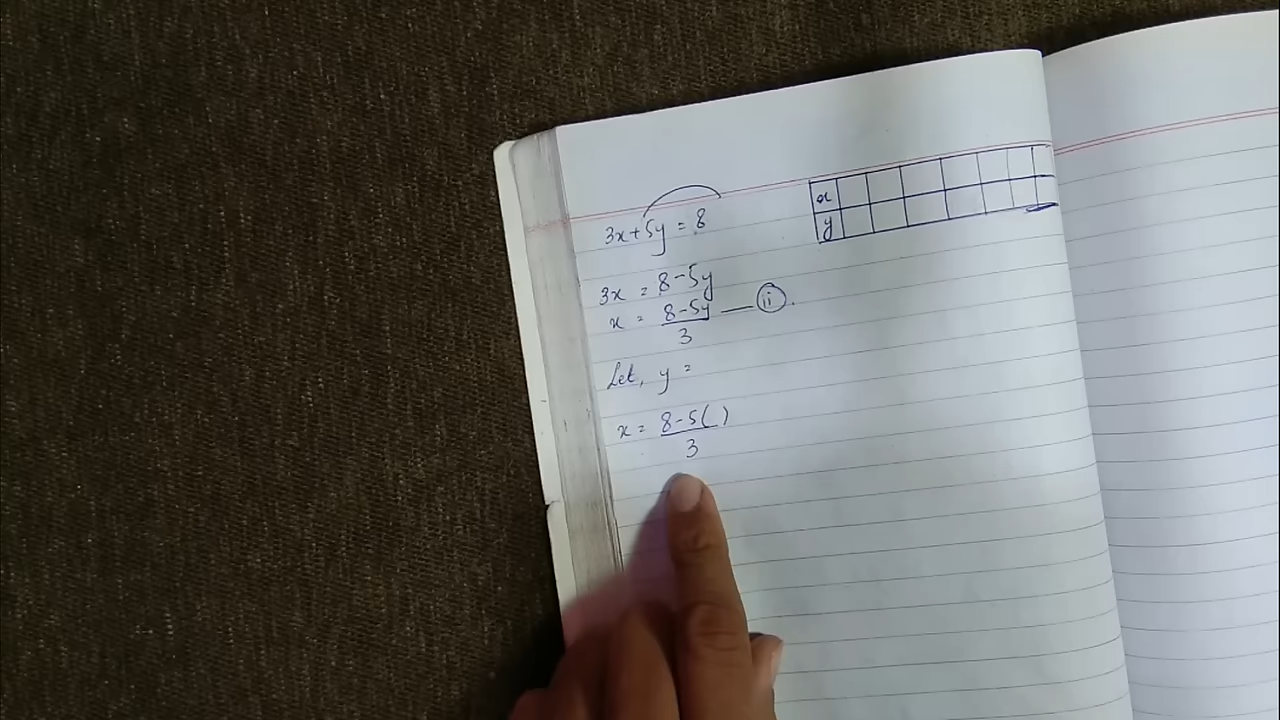 3x+5y = 8
3x = 8-5y
x = 8-5y/3 — ii.
Let, y =
x = 8-5( )/3
x
y